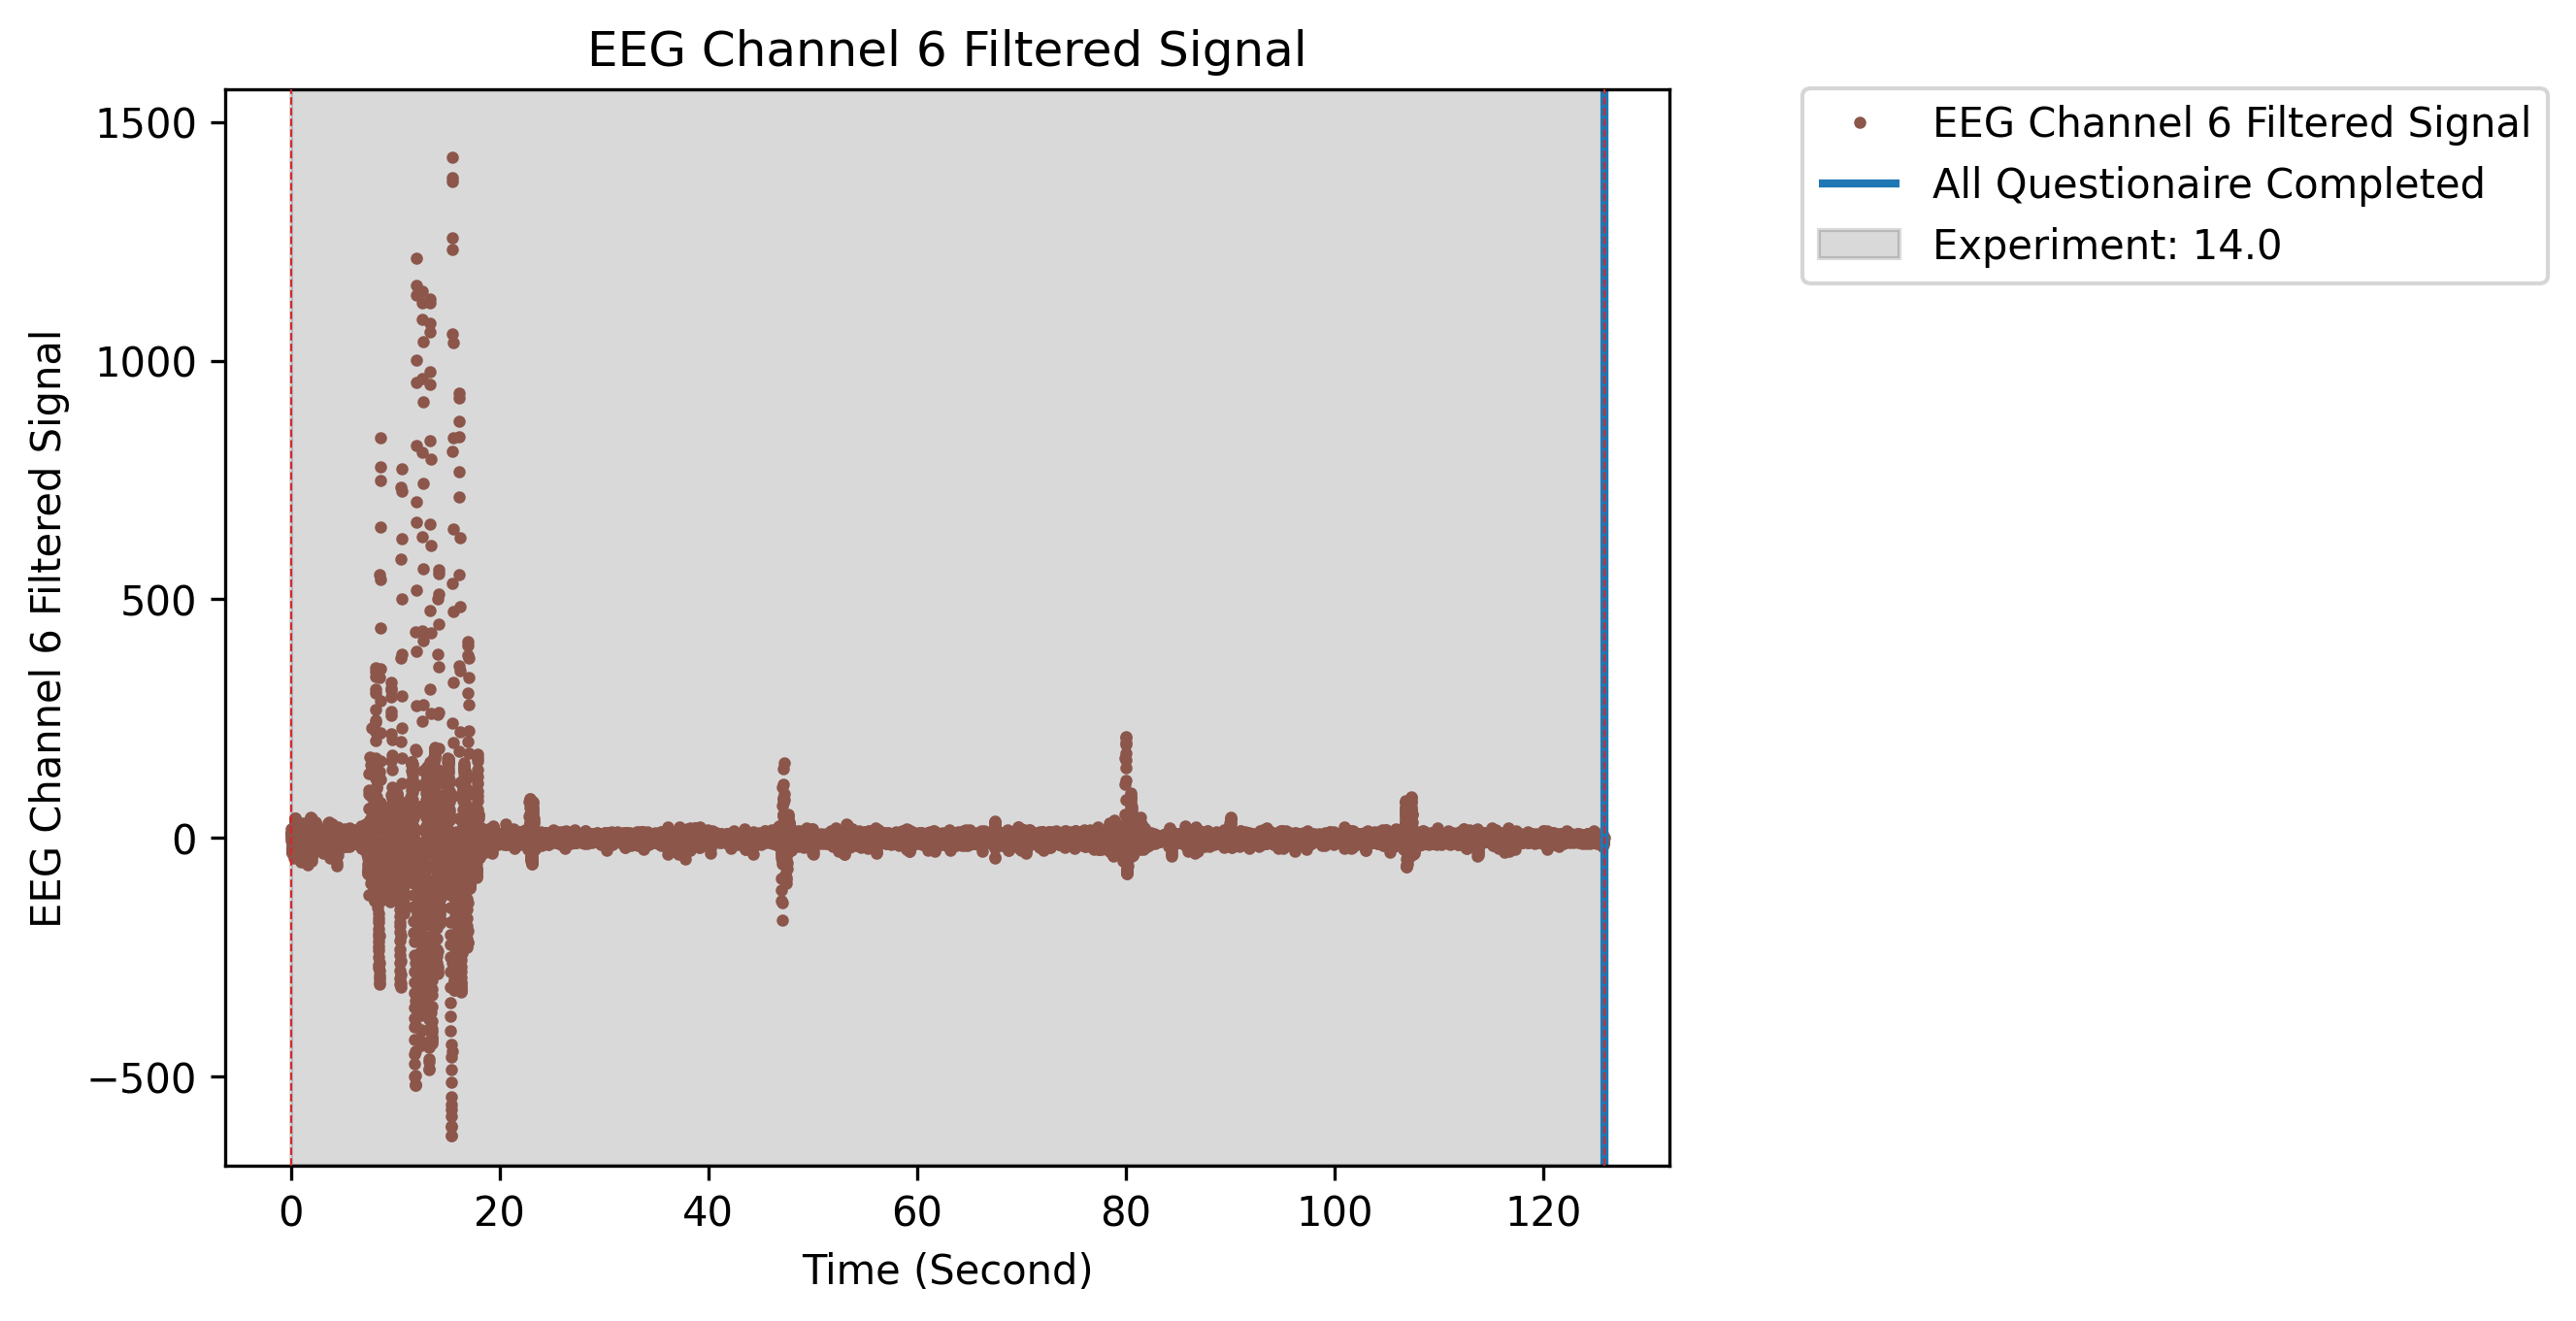 EEG Channel 6 Filtered Signal
1500
1000
500
0
−500
EEG Channel 6 Filtered Signal
0 20 40 60 80 100 120
Time (Second)
EEG Channel 6 Filtered Signal
All Questionaire Completed
Experiment: 14.0